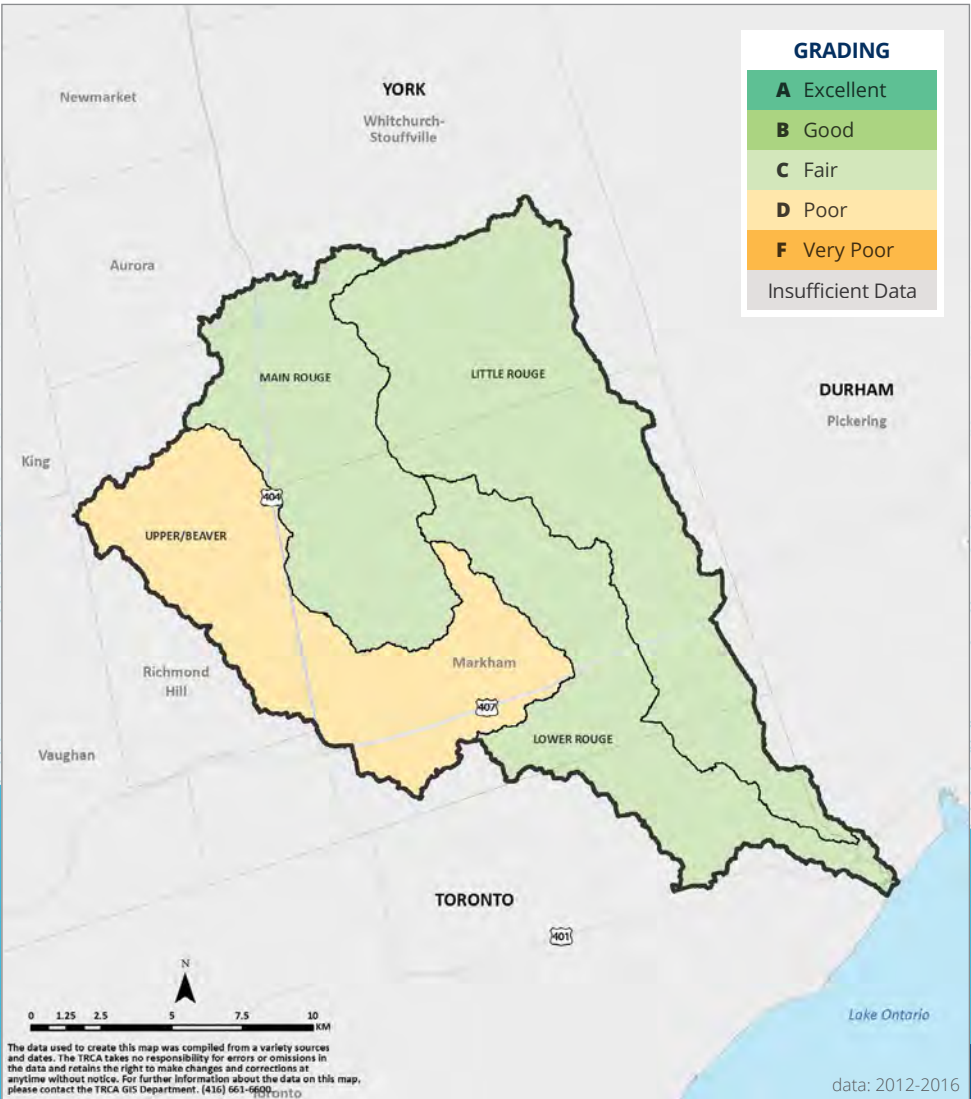 GRADING
A Excellent
B Good
C Fair
D Poor
F Very Poor
Insufficient Data
Newmarket
YORK
Whitchurch-
Stouffville
Aurora
MAIN ROUGE
LITTLE ROUGE
DURHAM
Pickering
King
404
UPPER/BEAVER
Richmond
Hill
Markham
407
LOWER ROUGE
Vaughan
TORONTO
401
N
0 1.25 2.5 5 7.5 10
KM
Lake Ontario
The data used to create this map was compiled from a variety sources
and dates. The TRCA takes no responsibility for errors or omissions in
the data and retains the right to make changes and corrections at
anytime without notice. For further information about the data on this map,
please contact the TRCA GIS Department. (416) 661-6600.
Toronto
data: 2012-2016